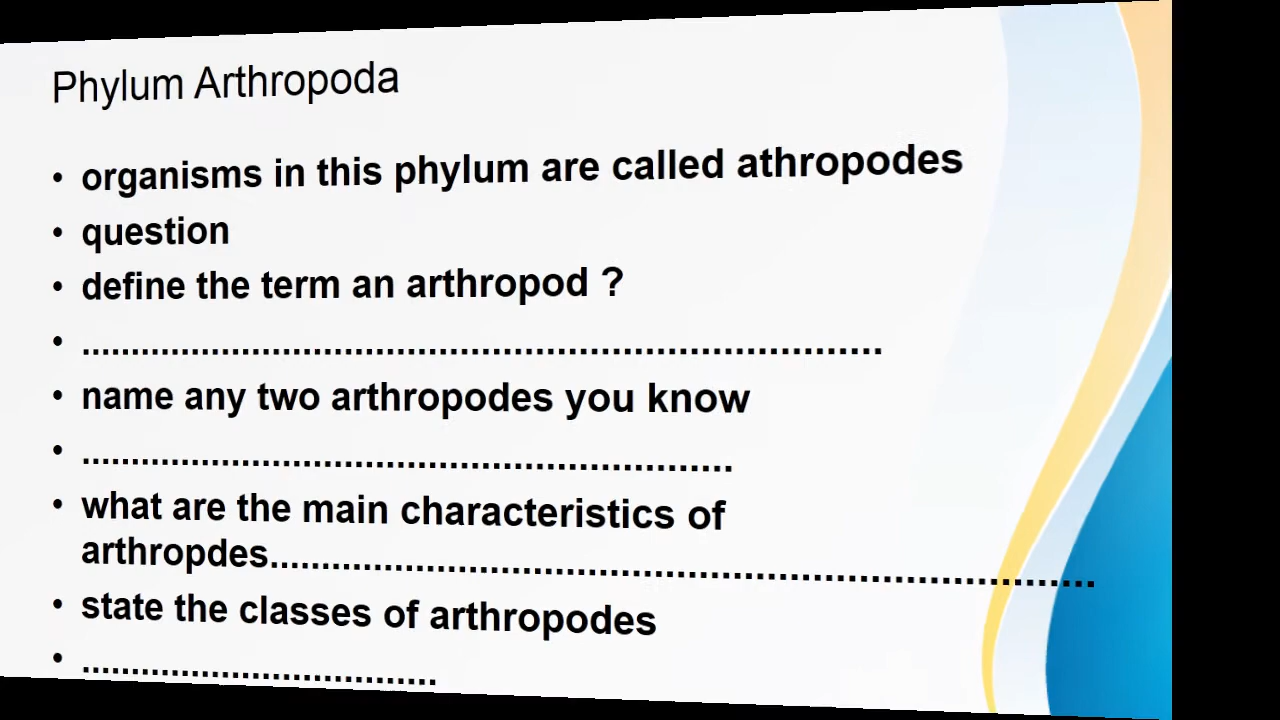 Phylum Arthropoda
• organisms in this phylum are called athropodes
• question
• define the term an arthropod ?
• ................................................................................
• name any two arthropodes you know
• .................................................................
• what are the main characteristics of
arthropdes...................................................................................
• state the classes of arthropodes
• ...................................